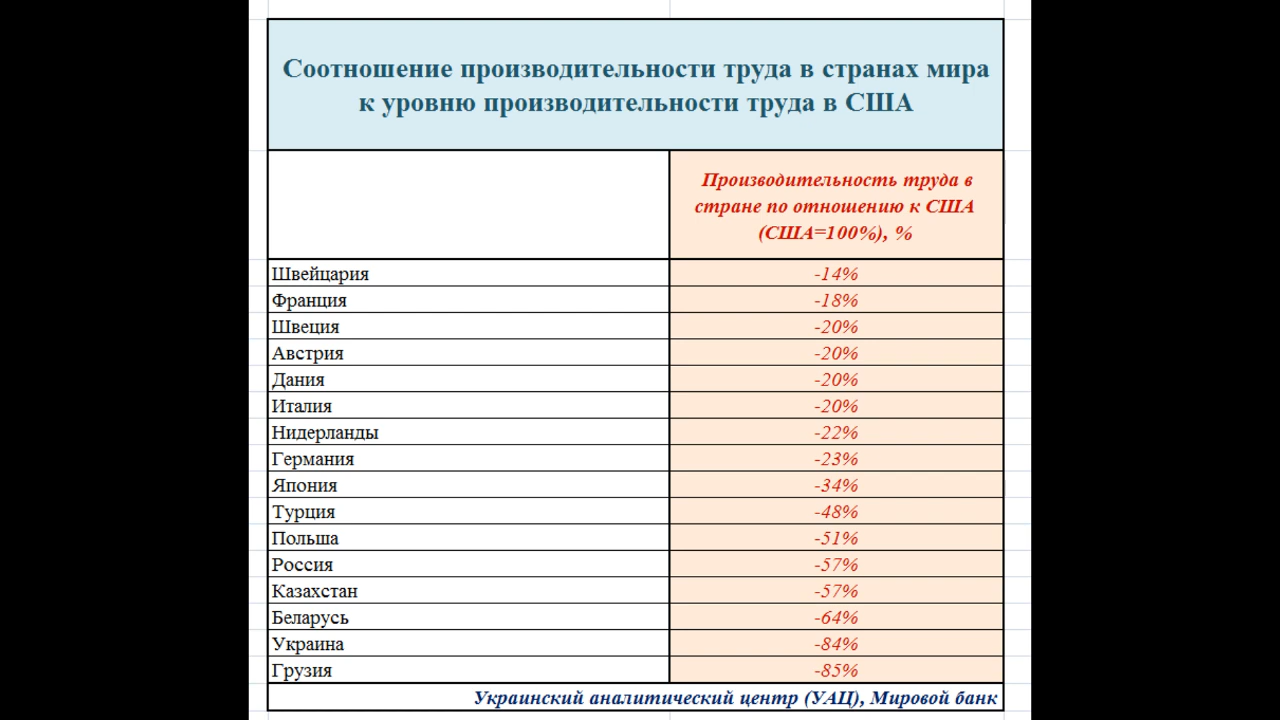 Соотношение производительности труда в странах мира
к уровню производительности труда в США
Производительность труда в
стране по отношению к США
(США=100%), %
Швейцария -14%
Франция -18%
Швеция -20%
Австрия -20%
Дания -20%
Италия -20%
Нидерланды -22%
Германия -23%
Япония -34%
Турция -48%
Польша -51%
Россия -57%
Казахстан -57%
Беларусь -64%
Украина -84%
Грузия -85%
Украинский аналитический центр (УАЦ), Мировой банк